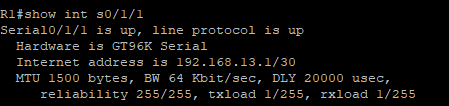 R1#show int s0/1/1
Serial0/1/1 is up, line protocol is up
Hardware is GT96K Serial
Internet address is 192.168.13.1/30
MTU 1500 bytes, BW 64 Kbit/sec, DLY 20000 usec,
reliability 255/255, txload 1/255, rxload 1/255